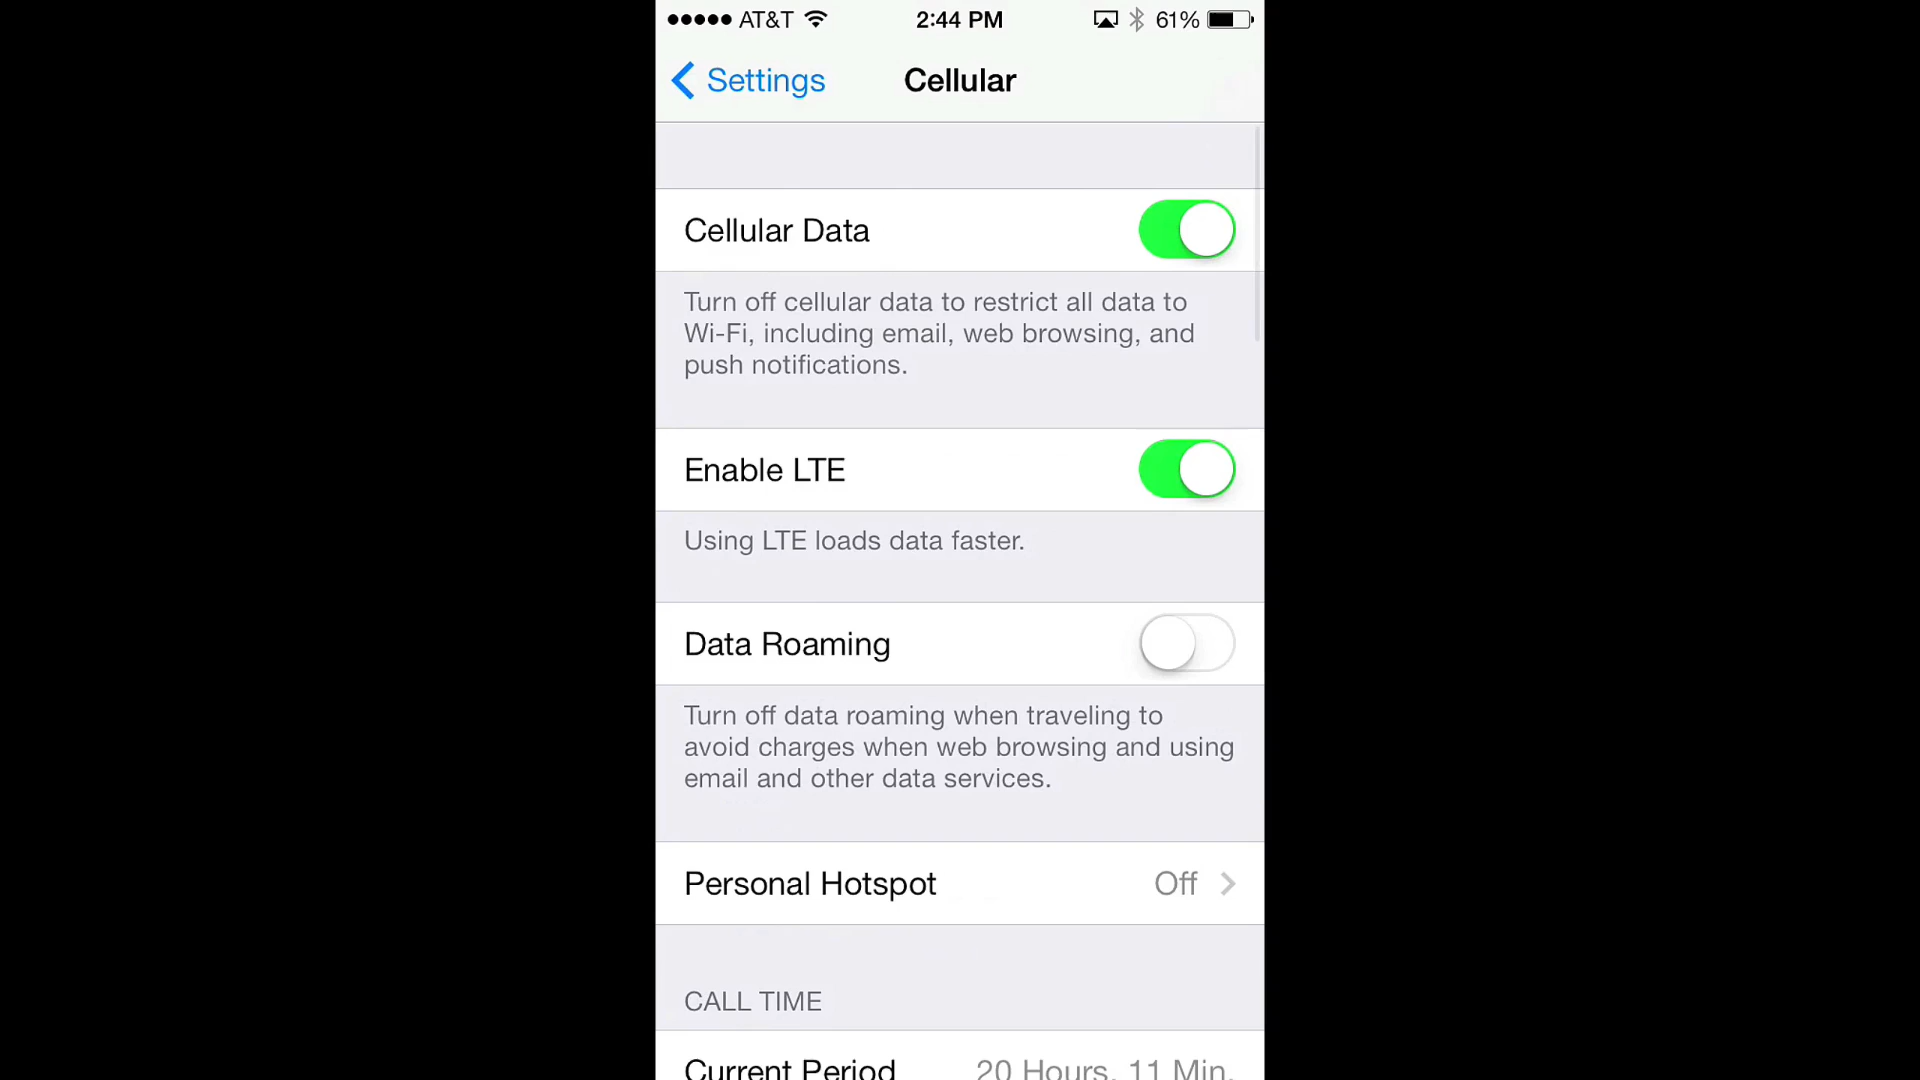 AT&T 2:44 PM 61%
Settings Cellular
Cellular Data
Turn off cellular data to restrict all data to
Wi-Fi, including email, web browsing, and
push notifications.
Enable LTE
Using LTE loads data faster.
Data Roaming
Turn off data roaming when traveling to
avoid charges when web browsing and using
email and other data services.
Personal Hotspot Off
CALL TIME
Current Period 20 Hours, 11 Min.